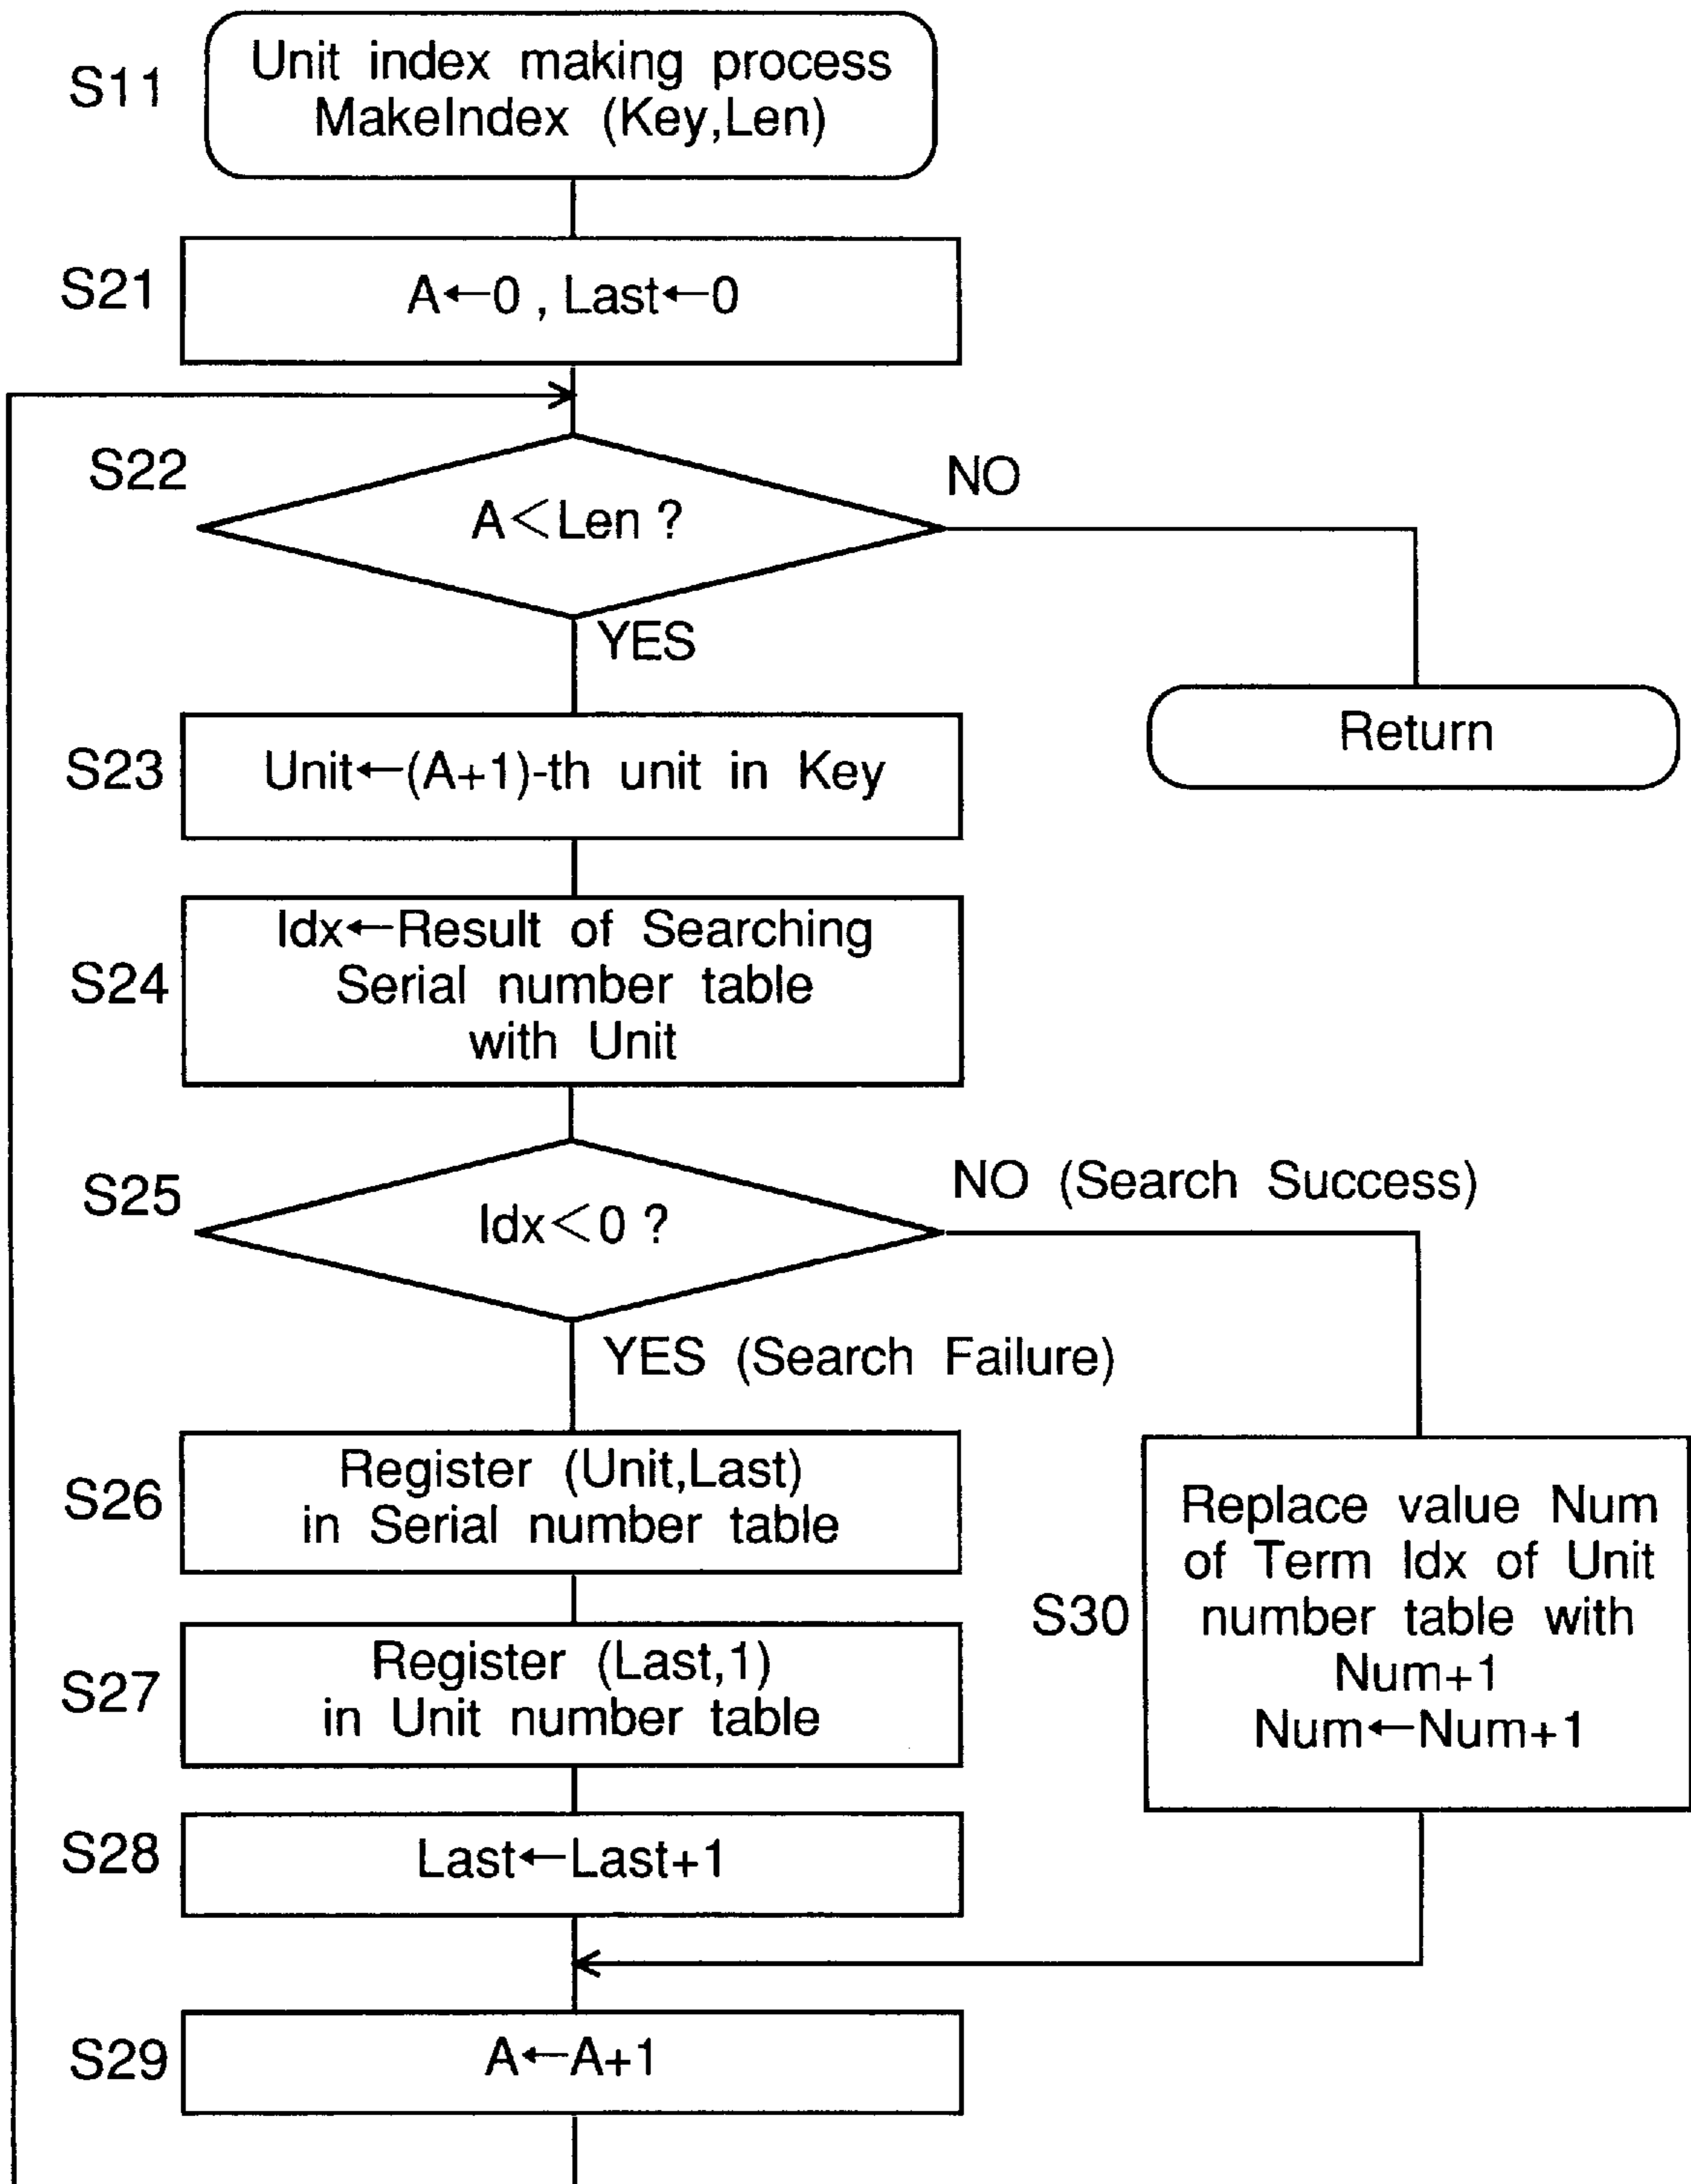 S11
Unit index making process
MakeIndex (Key,Len)
S21
A←0 , Last←0
S22
A<Len ?
NO
YES
Return
S23
Unit←(A+1)-th unit in Key
S24
Idx←Result of Searching
Serial number table
with Unit
S25
Idx<0 ?
NO (Search Success)
YES (Search Failure)
S26
Register (Unit,Last)
in Serial number table
S27
Register (Last,1)
in Unit number table
S28
Last←Last+1
S30
Replace value Num
of Term Idx of Unit
number table with
Num+1
Num←Num+1
S29
A←A+1